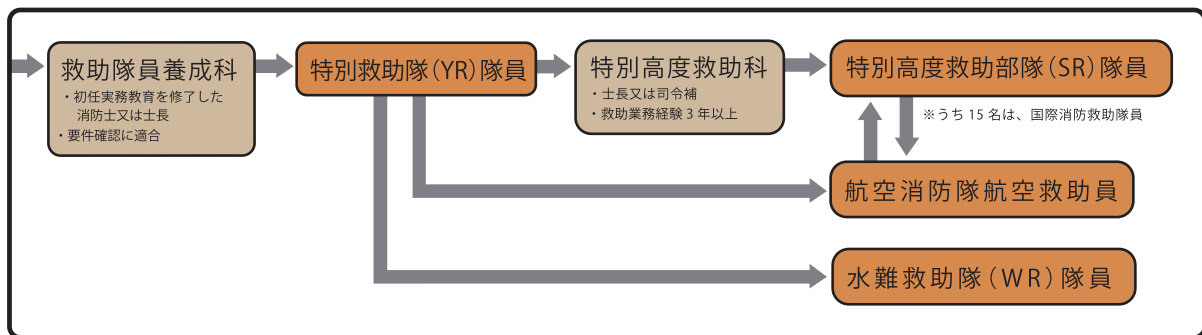 救助隊員養成科
・初任実務教育を修了した
消防士又は士長
・要件確認に適合
特別救助隊(YR)隊員
特別高度救助科
・士長又は司令補
・救助業務経験3年以上
特別高度救助部隊(SR)隊員
※うち15名は、国際消防救助隊員
航空消防隊航空救助員
水難救助隊(WR)隊員